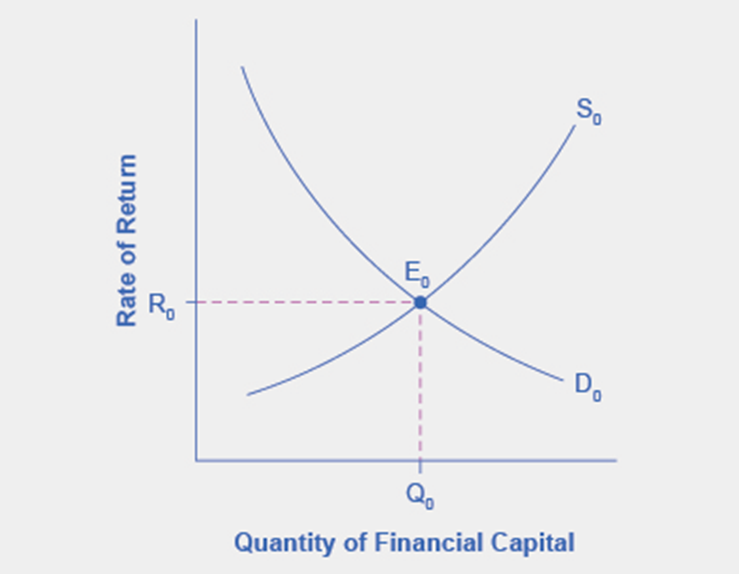 S₀
E₀
Rate of Return
R₀
D₀
Q₀
Quantity of Financial Capital